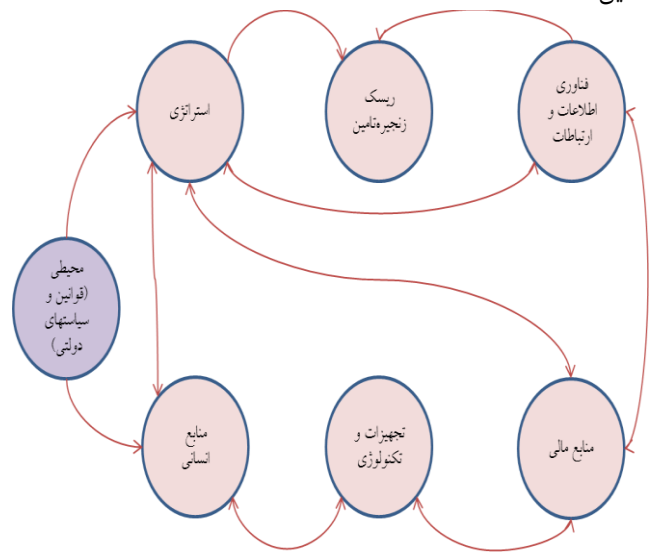 فناوری
اطلاعات و
ارتباطات
ریسک
زنجیره‌تامین
استراتژی
محیطی
(قوانین و
سیاستهای
دولتی)
منابع مالی
تجهیزات و
تکنولوژی
منابع
انسانی